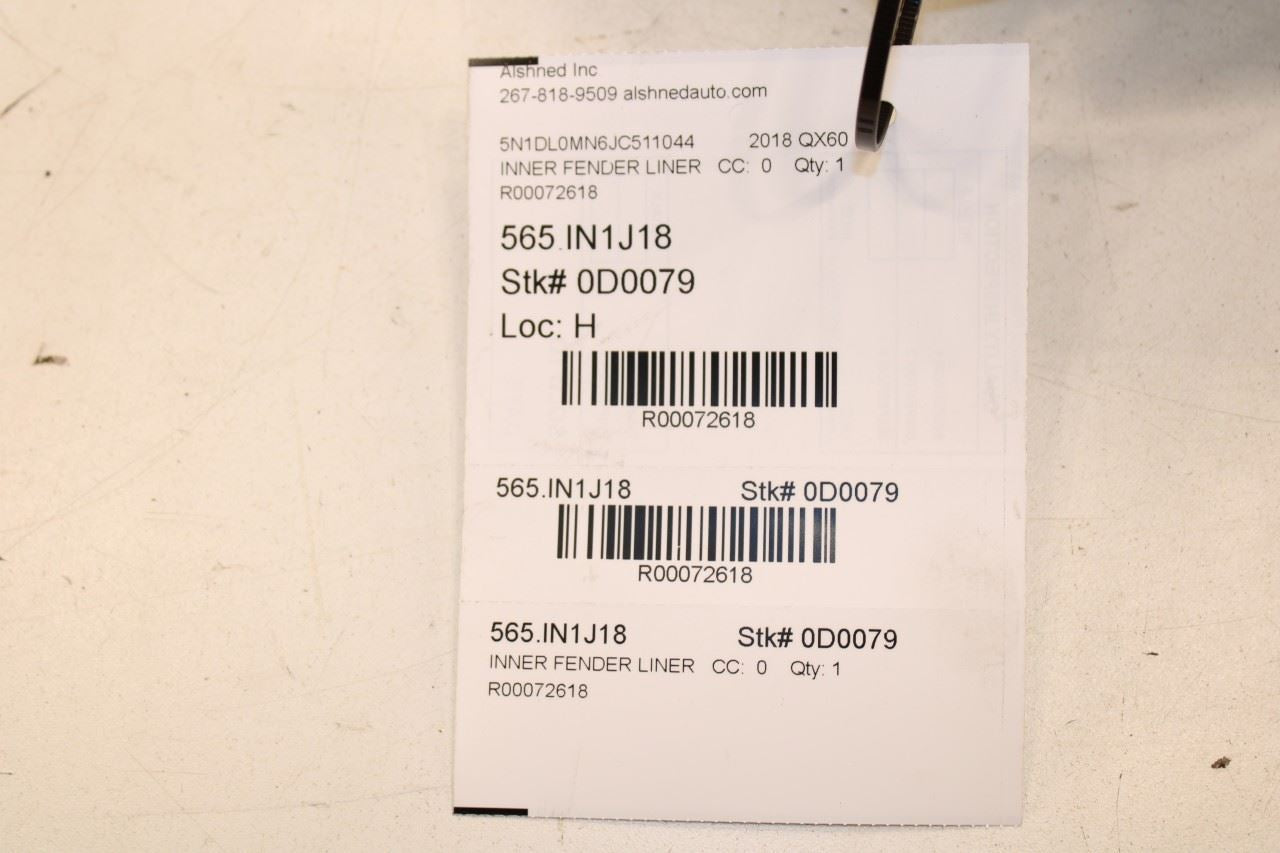 Alshned Inc
267-818-9509 alshnedauto.com
5N1DL0MN6JC511044 2018 QX60
INNER FENDER LINER CC: 0 Qty: 1
R00072618
565.IN1J18
Stk# 0D0079
Loc: H
R00072618
565.IN1J18 Stk# 0D0079
R00072618
565.IN1J18 Stk# 0D0079
INNER FENDER LINER CC: 0 Qty: 1
R00072618